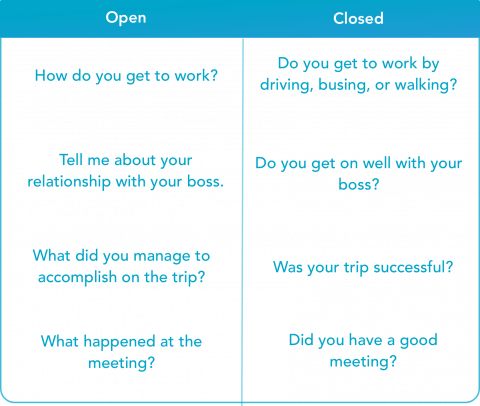 Open
Closed
How do you get to work?
Do you get to work by
driving, busing, or walking?
Tell me about your
relationship with your boss.
Do you get on well with your
boss?
What did you manage to
accomplish on the trip?
Was your trip successful?
What happened at the
meeting?
Did you have a good
meeting?